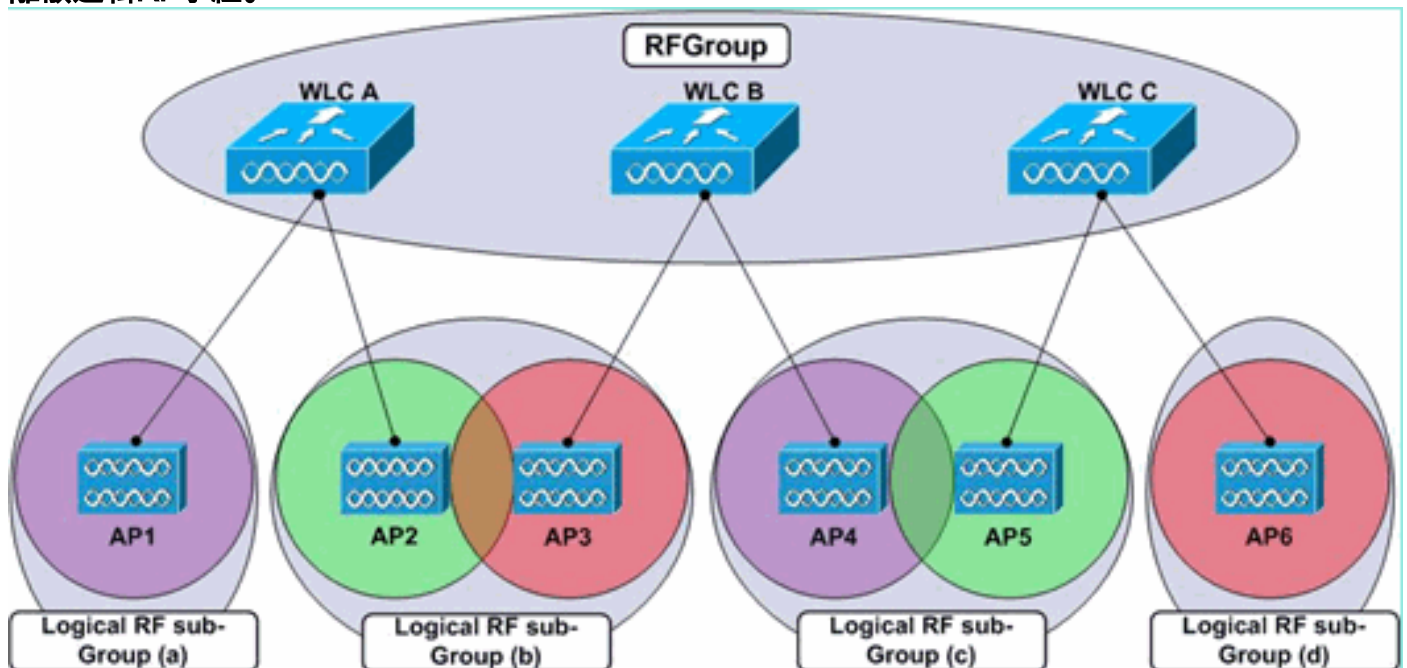 RFGroup
WLC A
WLC B
WLC C
AP1
AP2
AP3
AP4
AP5
AP6
Logical RF sub-
Group (a)
Logical RF sub-
Group (b)
Logical RF sub-
Group (c)
Logical RF sub-
Group (d)